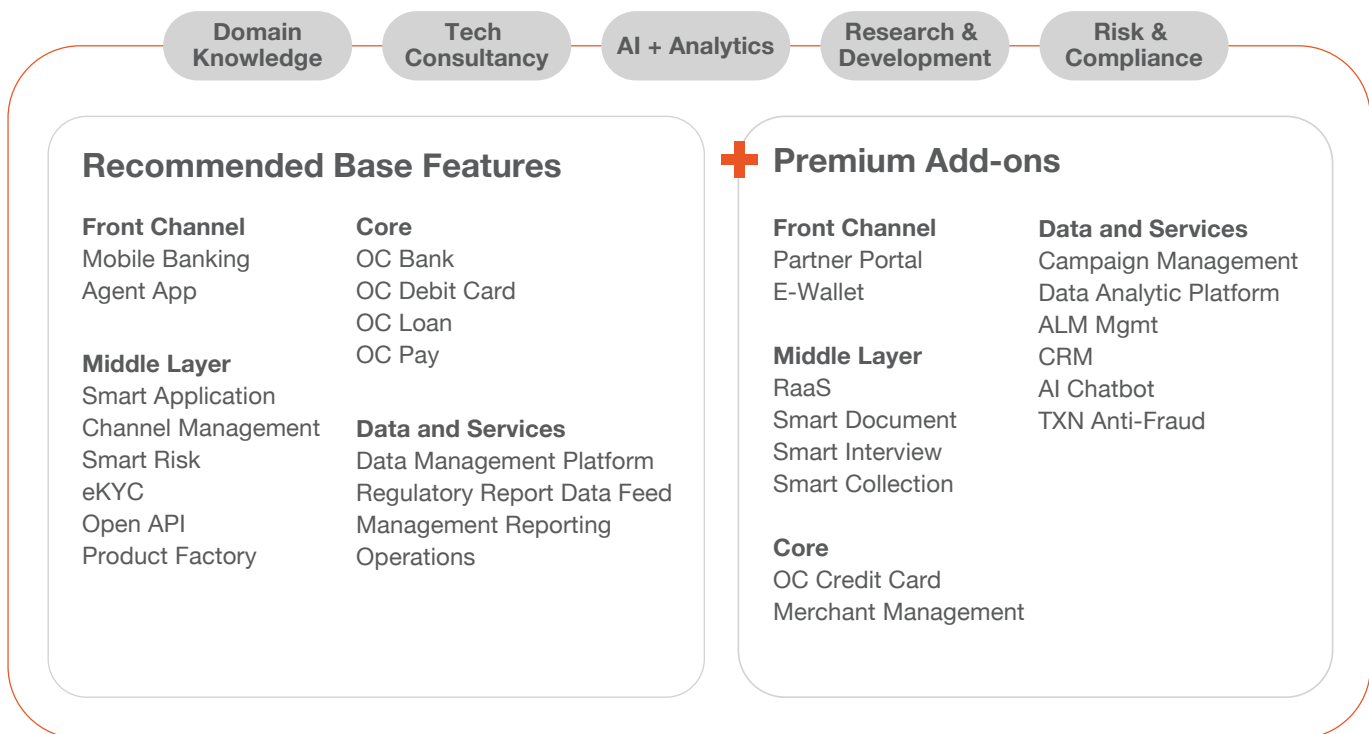 Domain
Knowledge
Tech
Consultancy
AI + Analytics
Research &
Development
Risk &
Compliance
Recommended Base Features
Front Channel
Mobile Banking
Agent App
Middle Layer
Smart Application
Channel Management
Smart Risk
eKYC
Open API
Product Factory
Core
OC Bank
OC Debit Card
OC Loan
OC Pay
Data and Services
Data Management Platform
Regulatory Report Data Feed
Management Reporting
Operations
Premium Add-ons
Front Channel
Partner Portal
E-Wallet
Middle Layer
RaaS
Smart Document
Smart Interview
Smart Collection
Core
OC Credit Card
Merchant Management
Data and Services
Campaign Management
Data Analytic Platform
ALM Mgmt
CRM
AI Chatbot
TXN Anti-Fraud